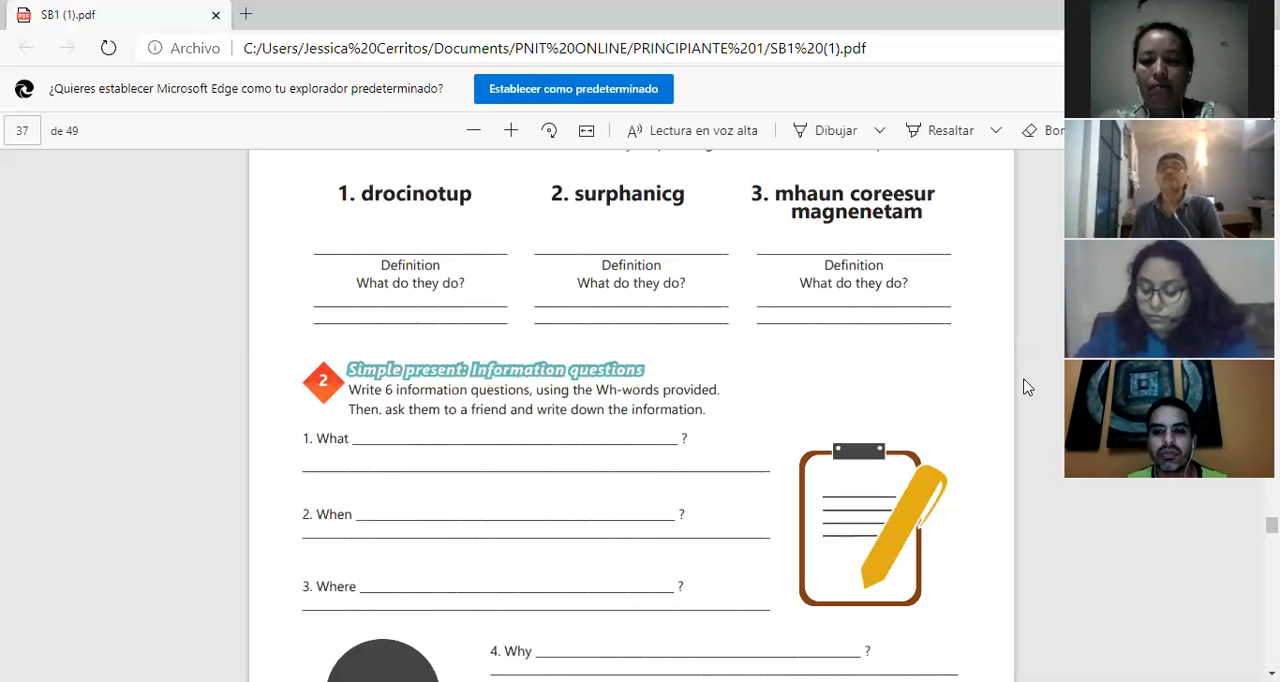 SB1 (1).pdf
Archivo C:/Users/Jessica%20Cerritos/Documents/PNIT%20ONLINE/PRINCIPIANTE%201/SB1%20(1).pdf
¿Quieres establecer Microsoft Edge como tu explorador predeterminado? Establecer como predeterminado
37 de 49 Lectura en voz alta Dibujar Resaltar Bor
1. drocinotup 2. surphanicg 3. mhaun coreesur
magnenetam
Definition Definition Definition
What do they do? What do they do? What do they do?
2 Simple present: Information questions
Write 6 information questions, using the Wh-words provided.
Then. ask them to a friend and write down the information.
1. What ?
2. When ?
3. Where ?
4. Why ?